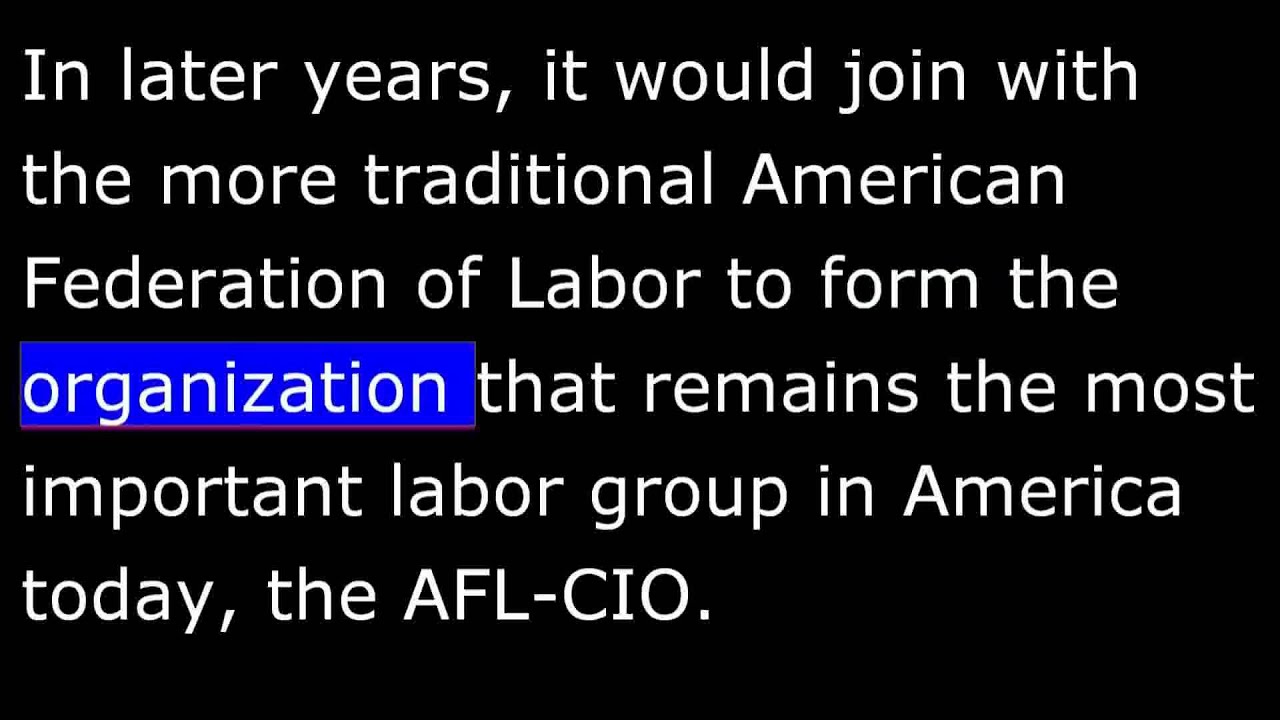 In later years, it would join with
the more traditional American
Federation of Labor to form the
organization that remains the most
important labor group in America
today, the AFL-CIO.